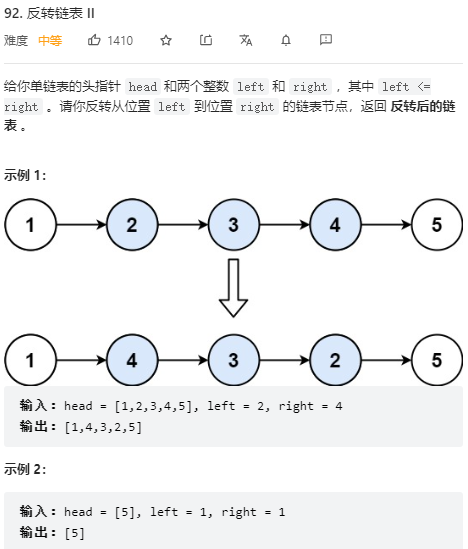 92. 反转链表 II
难度 中等 1410
给你单链表的头指针 head 和两个整数 left 和 right ，其中 left <=
right 。请你反转从位置 left 到位置 right 的链表节点，返回 反转后的链
表 。
示例 1：
1 2 3 4 5
1 4 3 2 5
输入：head = [1,2,3,4,5], left = 2, right = 4
输出：[1,4,3,2,5]
示例 2：
输入：head = [5], left = 1, right = 1
输出：[5]